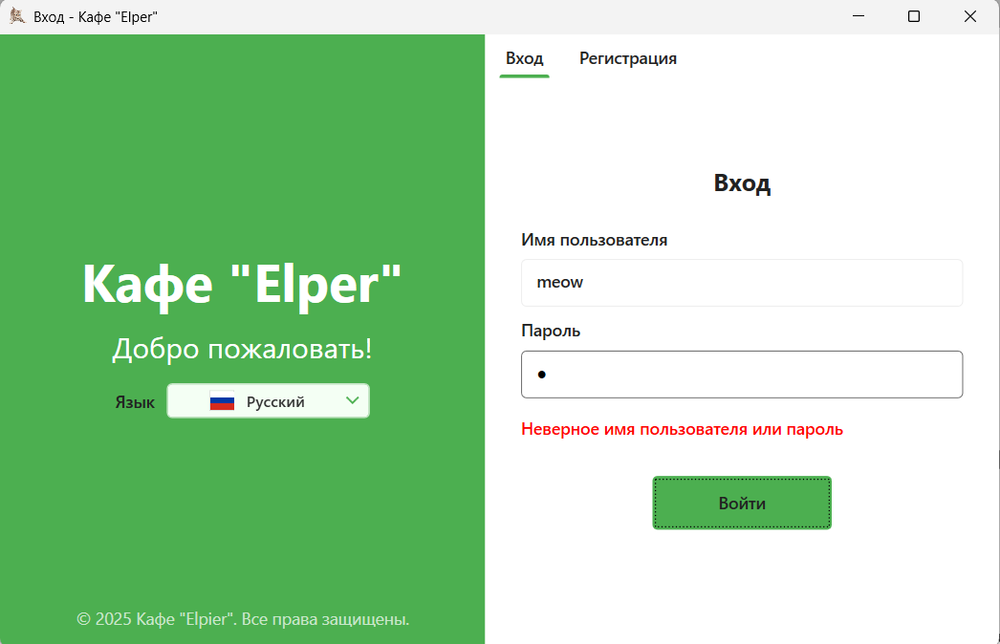 Вход - Кафе "Elper"
Вход Регистрация
Кафе "Elper"
Добро пожаловать!
Язык Русский
© 2025 Кафе "Elpier". Все права защищены.
Вход
Имя пользователя
meow
Пароль
●
Неверное имя пользователя или пароль
Войти